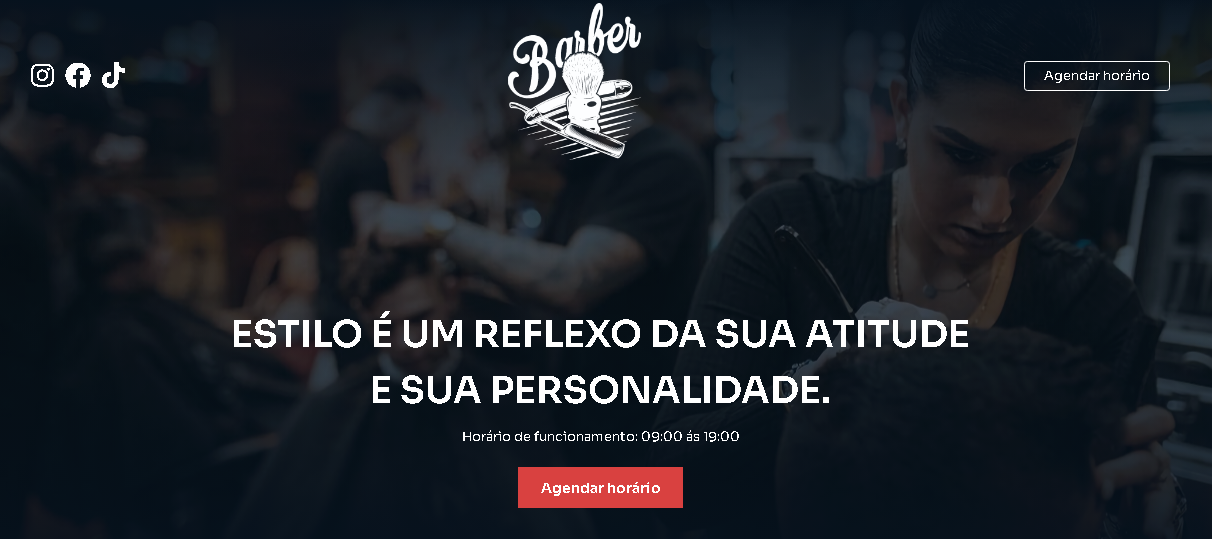 Barber
Agendar horário
ESTILO É UM REFLEXO DA SUA ATITUDE
E SUA PERSONALIDADE.
Horário de funcionamento: 09:00 ás 19:00
Agendar horário